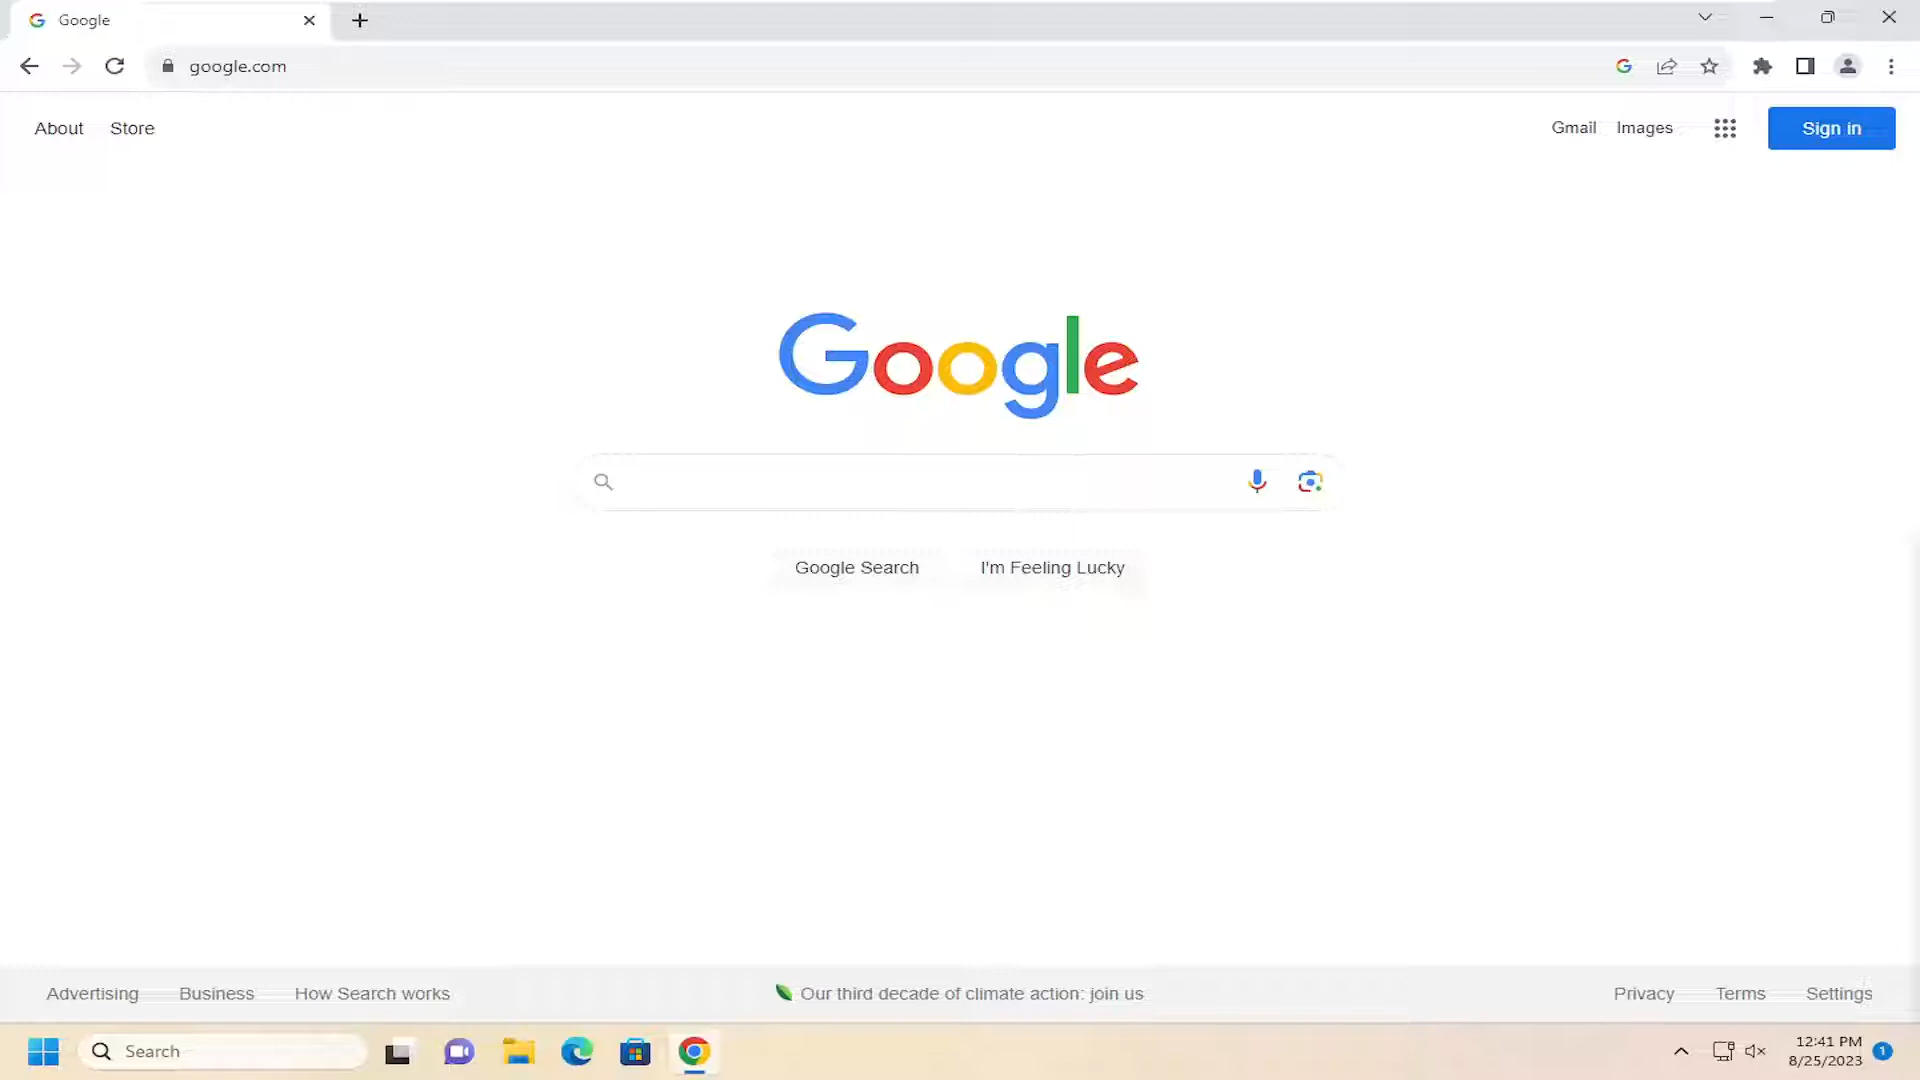 Google
google.com
About Store Gmail Images Sign in
Google
Google Search I'm Feeling Lucky
Advertising Business How Search works Our third decade of climate action: join us Privacy Terms Settings
Search 12:41 PM
8/25/2023 1